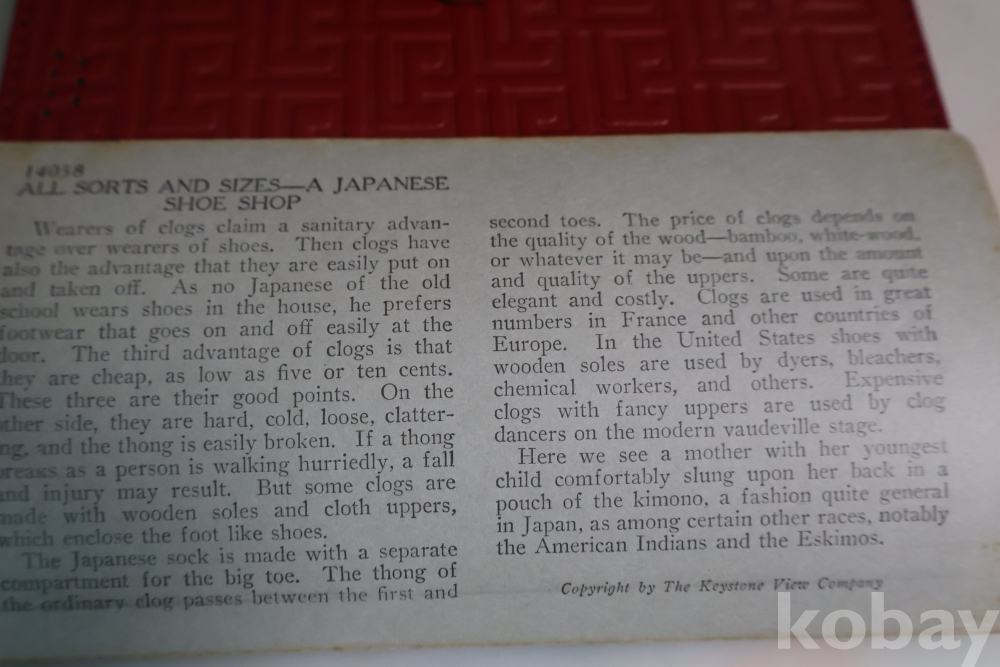 14038
ALL SORTS AND SIZES—A JAPANESE
SHOE SHOP
Wearers of clogs claim a sanitary advan-
tage over wearers of shoes. Then clogs have
also the advantage that they are easily put on
and taken off. As no Japanese of the old
school wears shoes in the house, he prefers
footwear that goes on and off easily at the
door. The third advantage of clogs is that
they are cheap, as low as five or ten cents.
These three are their good points. On the
other side, they are hard, cold, loose, clatter-
ng, and the thong is easily broken. If a thong
breaks as a person is walking hurriedly, a fall
and injury may result. But some clogs are
made with wooden soles and cloth uppers,
which enclose the foot like shoes.
The Japanese sock is made with a separate
compartment for the big toe. The thong of
the ordinary clog passes between the first and
second toes. The price of clogs depends on
the quality of the wood—bamboo, white-wood,
or whatever it may be—and upon the amount
and quality of the uppers. Some are quite
elegant and costly. Clogs are used in great
numbers in France and other countries of
Europe. In the United States shoes with
wooden soles are used by dyers, bleachers,
chemical workers, and others. Expensive
clogs with fancy uppers are used by clog
dancers on the modern vaudeville stage.
Here we see a mother with her youngest
child comfortably slung upon her back in a
pouch of the kimono, a fashion quite general
in Japan, as among certain other races, notably
the American Indians and the Eskimos.
Copyright by The Keystone View Company
kobay